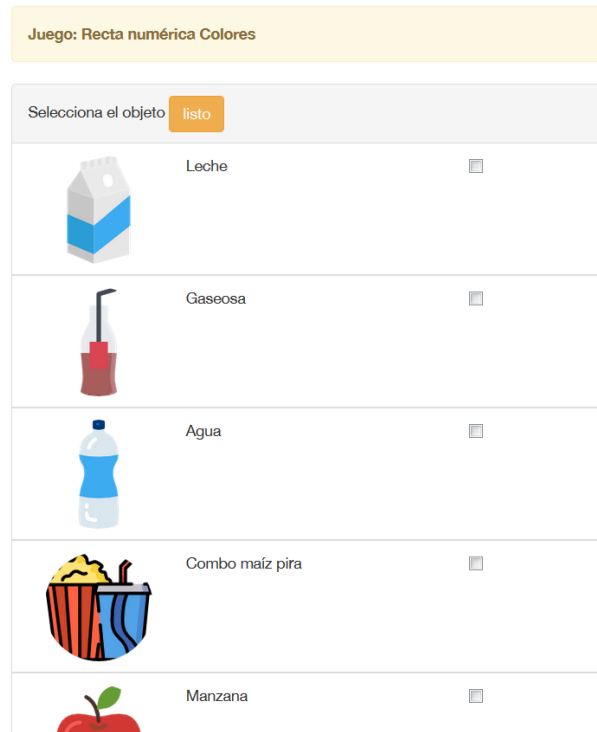 Juego: Recta numérica Colores
Selecciona el objeto listo
Leche
Gaseosa
Agua
Combo maíz pira
Manzana